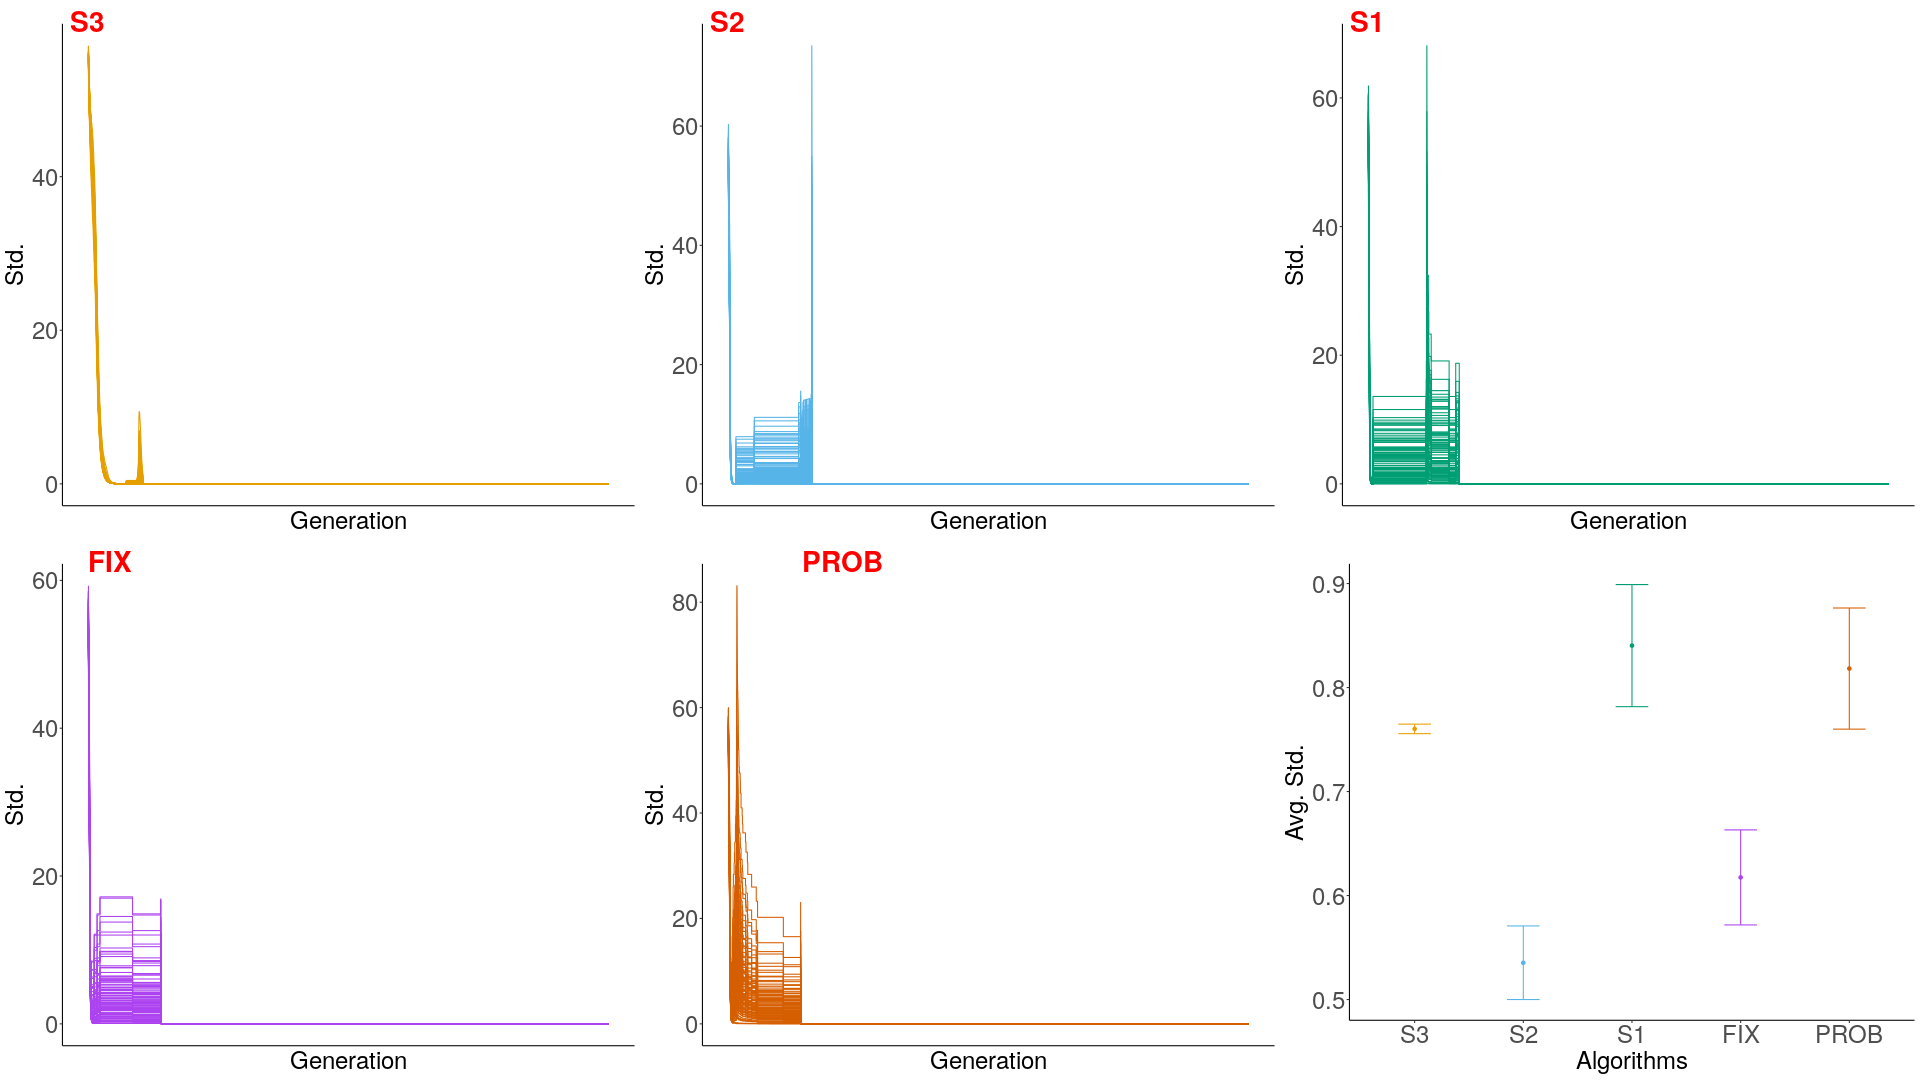 S3
Std.
40
20
0
Generation
S2
Std.
60
40
20
0
Generation
S1
Std.
60
40
20
0
Generation
FIX
Std.
60
40
20
0
Generation
PROB
Std.
80
60
40
20
0
Generation
Avg. Std.
0.9
0.8
0.7
0.6
0.5
S3 S2 S1 FIX PROB
Algorithms